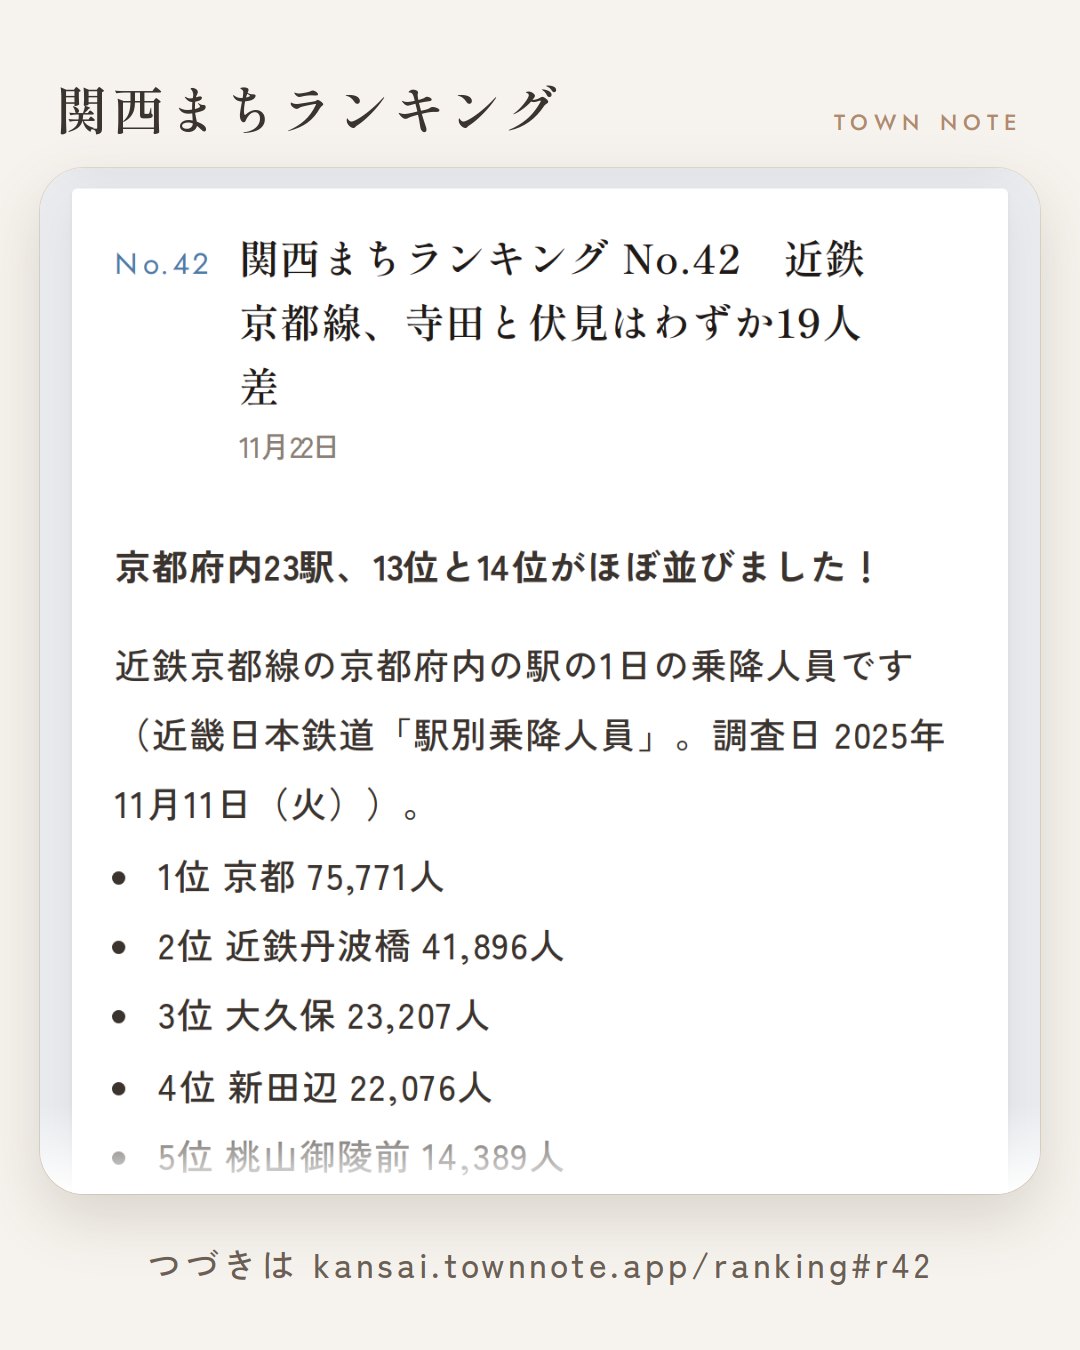 関西まちランキング
TOWN NOTE
No.42
関西まちランキング No.42　近鉄
京都線、寺田と伏見はわずか19人
差
11月22日
京都府内23駅、13位と14位がほぼ並びました！
近鉄京都線の京都府内の駅の1日の乗降人員です
（近畿日本鉄道「駅別乗降人員」。調査日 2025年
11月11日（火））。
• 1位 京都 75,771人
• 2位 近鉄丹波橋 41,896人
• 3位 大久保 23,207人
• 4位 新田辺 22,076人
• 5位 桃山御陵前 14,389人
つづきは kansai.townnote.app/ranking#r42